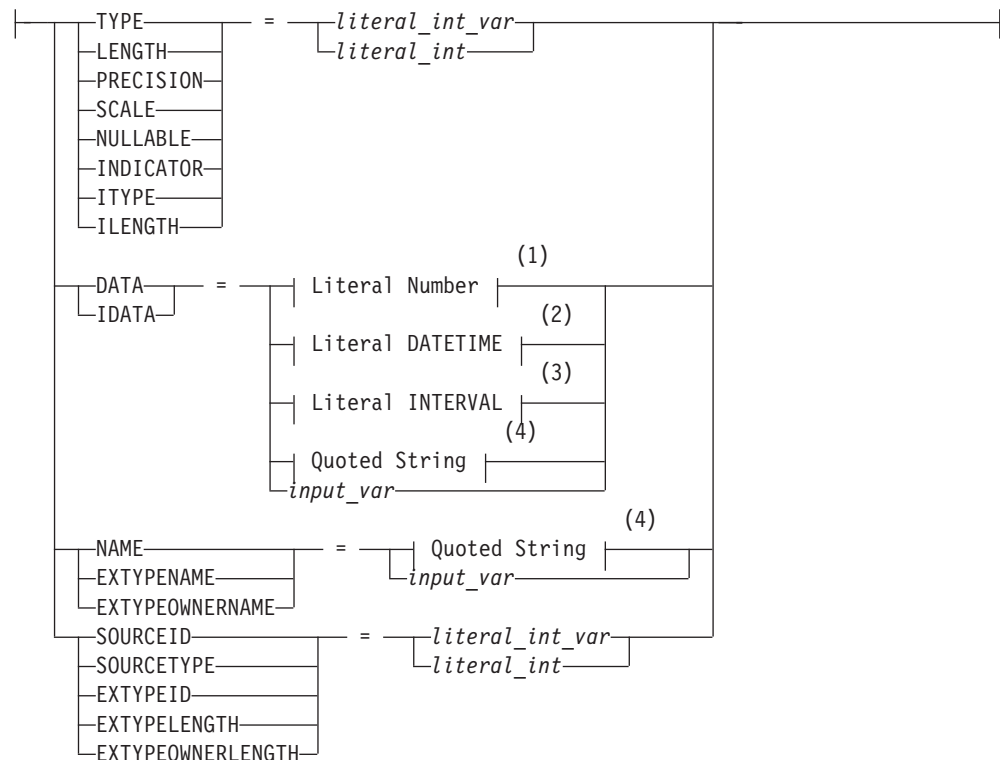 TYPE = literal_int_var
LENGTH literal_int
PRECISION
SCALE
NULLABLE
INDICATOR
ITYPE
ILENGTH
(1)
DATA = Literal Number
IDATA
(2)
Literal DATETIME
(3)
Literal INTERVAL
(4)
Quoted String
input_var
(4)
NAME = Quoted String
EXTYPENAME input_var
EXTYPEOWNERNAME
SOURCEID = literal_int_var
SOURCETYPE literal_int
EXTYPEID
EXTYPELENGTH
EXTYPEOWNERLENGTH